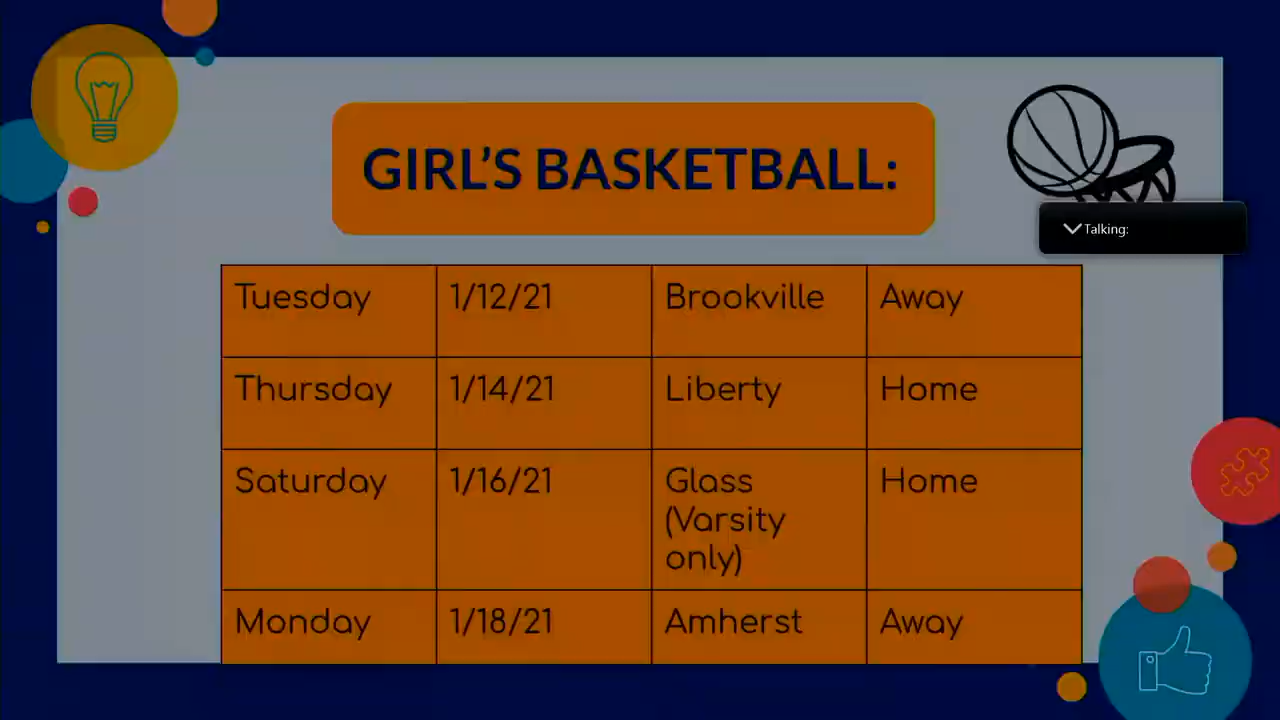 GIRL’S BASKETBALL:
Talking:
Tuesday 1/12/21 Brookville Away
Thursday 1/14/21 Liberty Home
Saturday 1/16/21 Glass Home
(Varsity
only)
Monday 1/18/21 Amherst Away